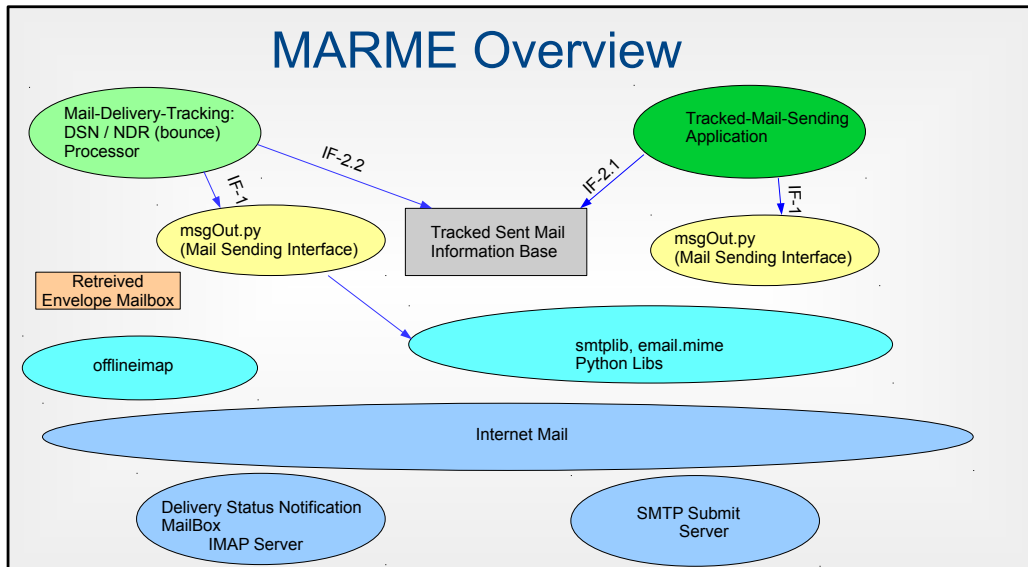 MARME Overview
Mail-Delivery-Tracking:
DSN / NDR (bounce)
Processor
Tracked-Mail-Sending
Application
IF-2.2
IF-2.1
IF-1
IF-1
msgOut.py
(Mail Sending Interface)
Tracked Sent Mail
Information Base
msgOut.py
(Mail Sending Interface)
Retreived
Envelope Mailbox
smtplib, email.mime
Python Libs
offlineimap
Internet Mail
Delivery Status Notification
MailBox
IMAP Server
SMTP Submit
Server